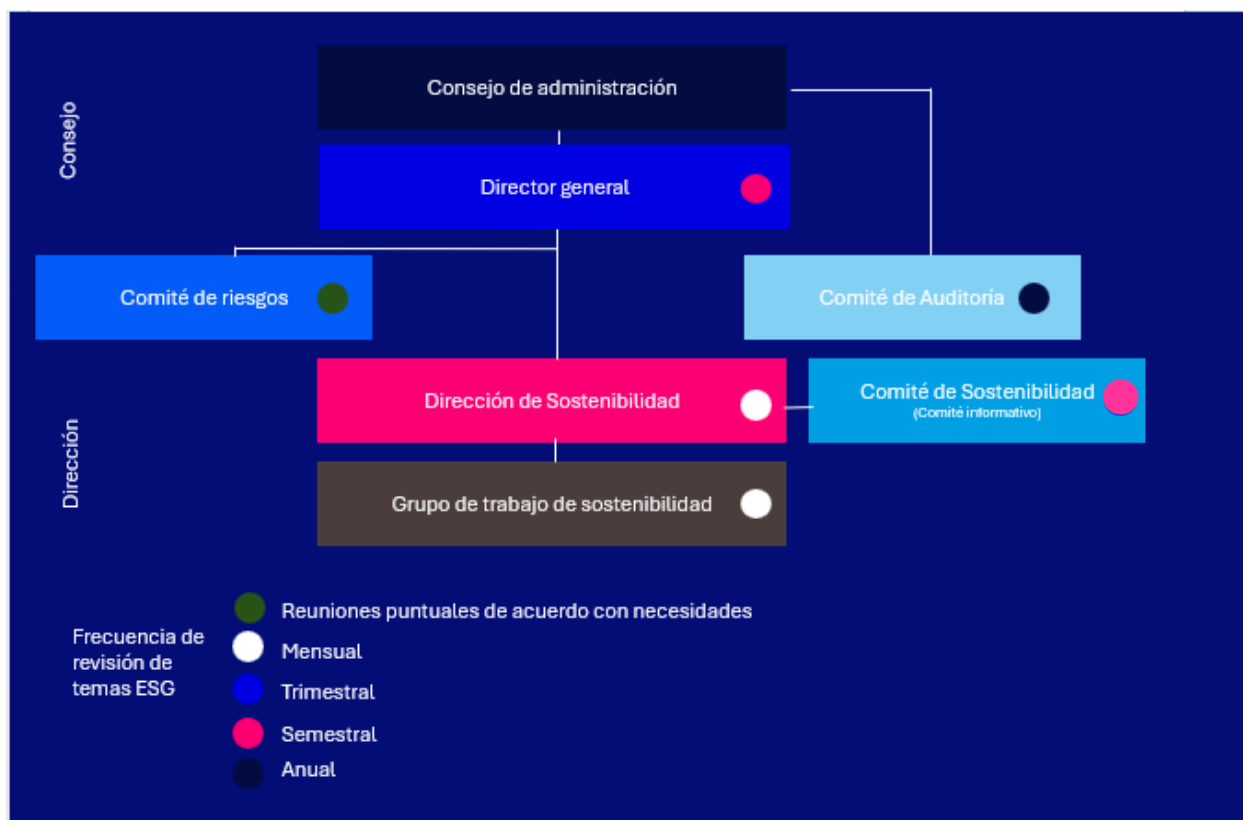 Consejo
Consejo de administración
Director general
Comité de riesgos
Comité de Auditoría
Dirección
Dirección de Sostenibilidad
Comité de Sostenibilidad
(Comité informativo)
Grupo de trabajo de sostenibilidad
Frecuencia de
revisión de
temas ESG
Reuniones puntuales de acuerdo con necesidades
Mensual
Trimestral
Semestral
Anual